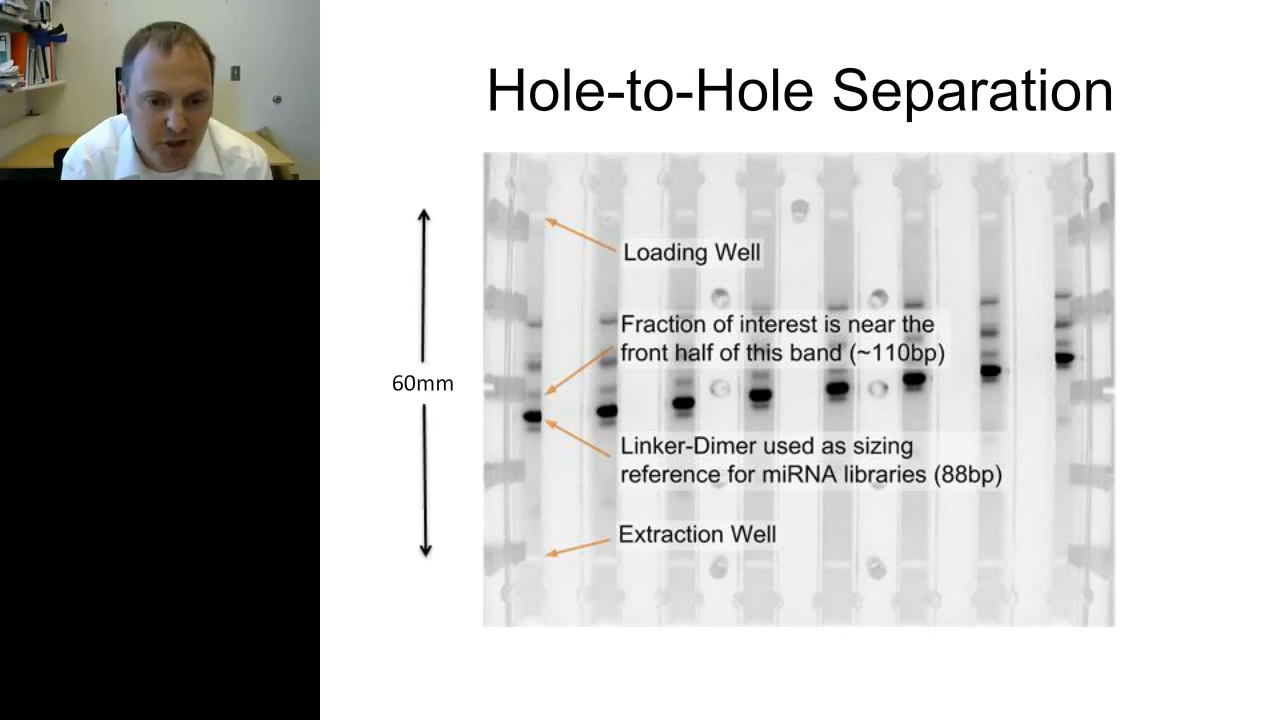 Hole-to-Hole Separation
Loading Well
Fraction of interest is near the
front half of this band (~110bp)
60mm
Linker-Dimer used as sizing
reference for miRNA libraries (88bp)
Extraction Well